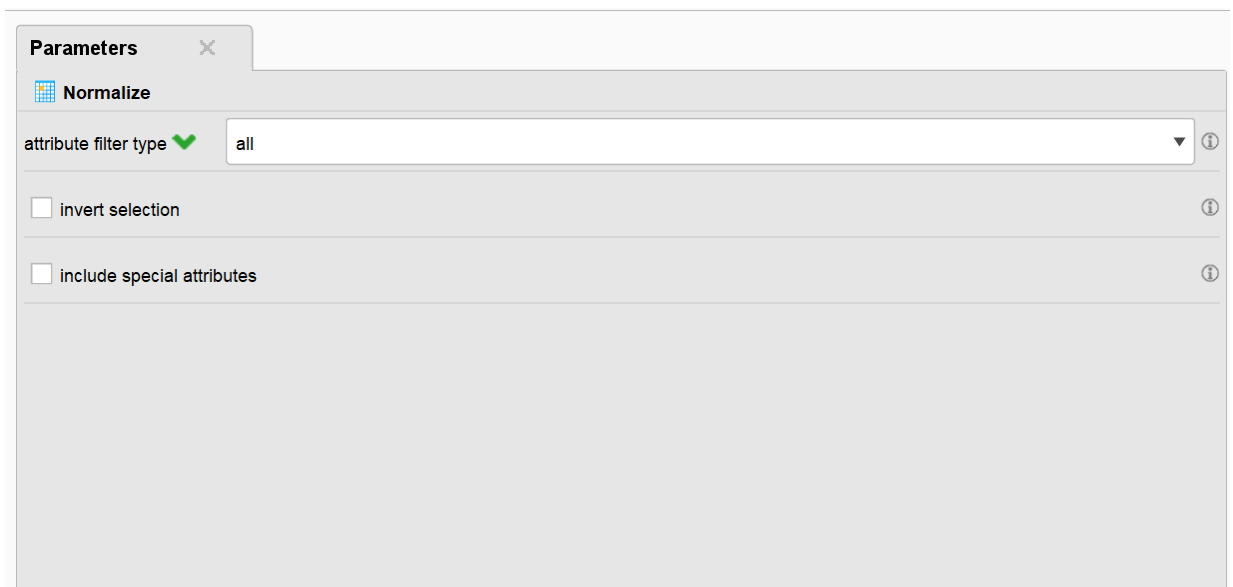 Parameters
Normalize
attribute filter type
all
invert selection
include special attributes